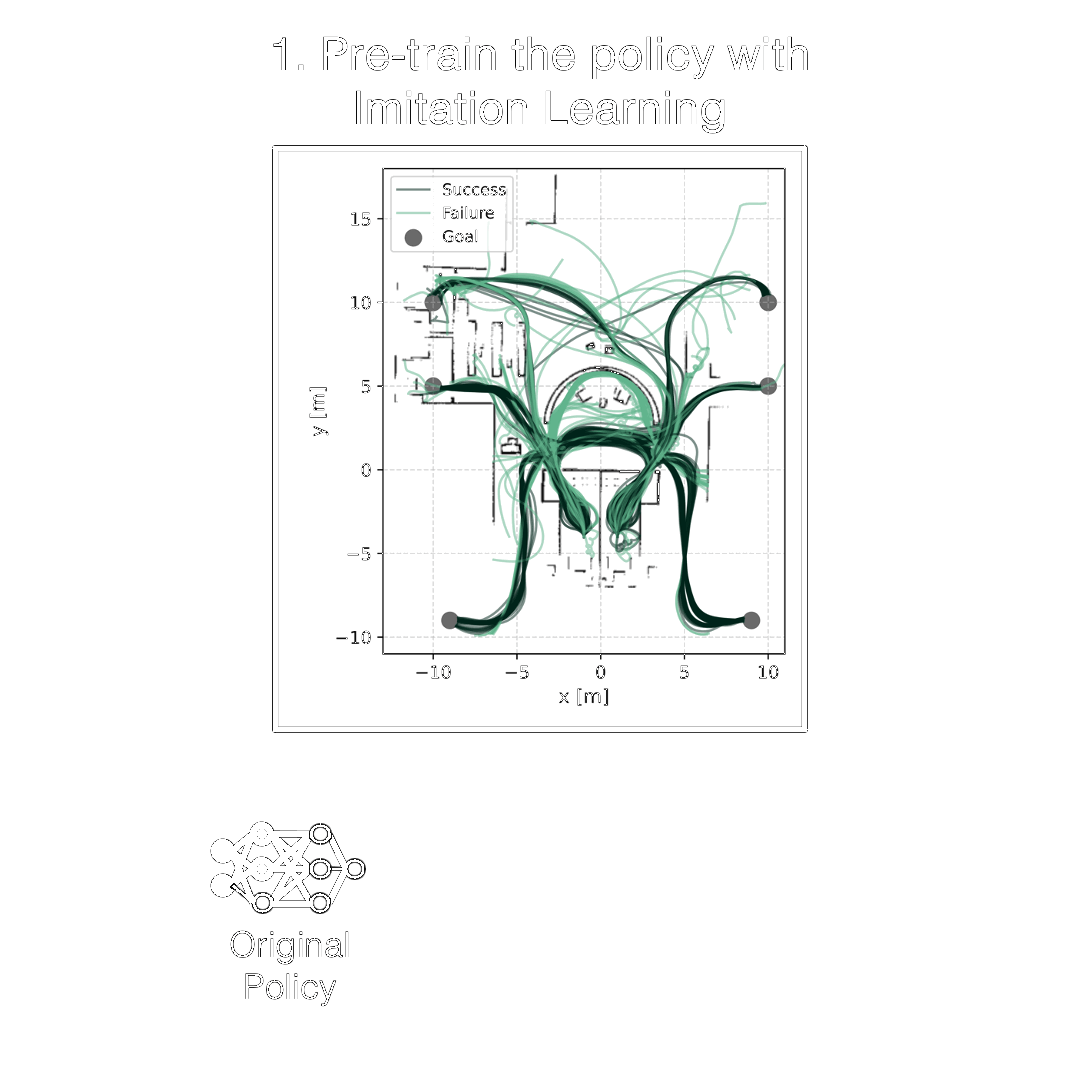 1. Pre-train the policy with
Imitation Learning
Success
Failure
Goal
15
10
5
0
−5
−10
y [m]
−10 −5 0 5 10
x [m]
Original
Policy